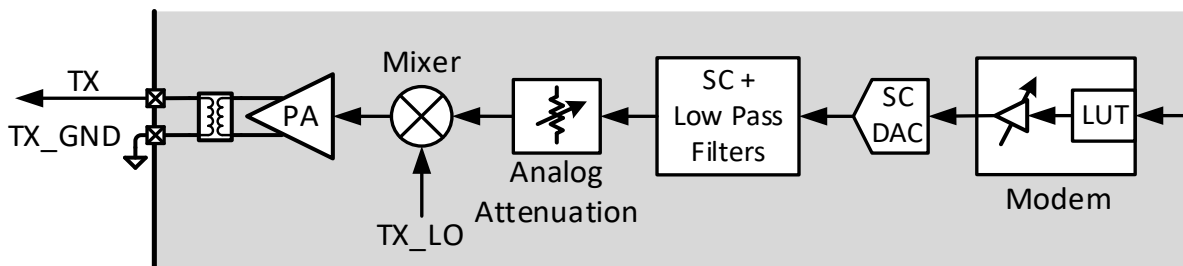 TX
TX_GND
PA
Mixer
TX_LO
Analog
Attenuation
SC +
Low Pass
Filters
SC
DAC
LUT
Modem